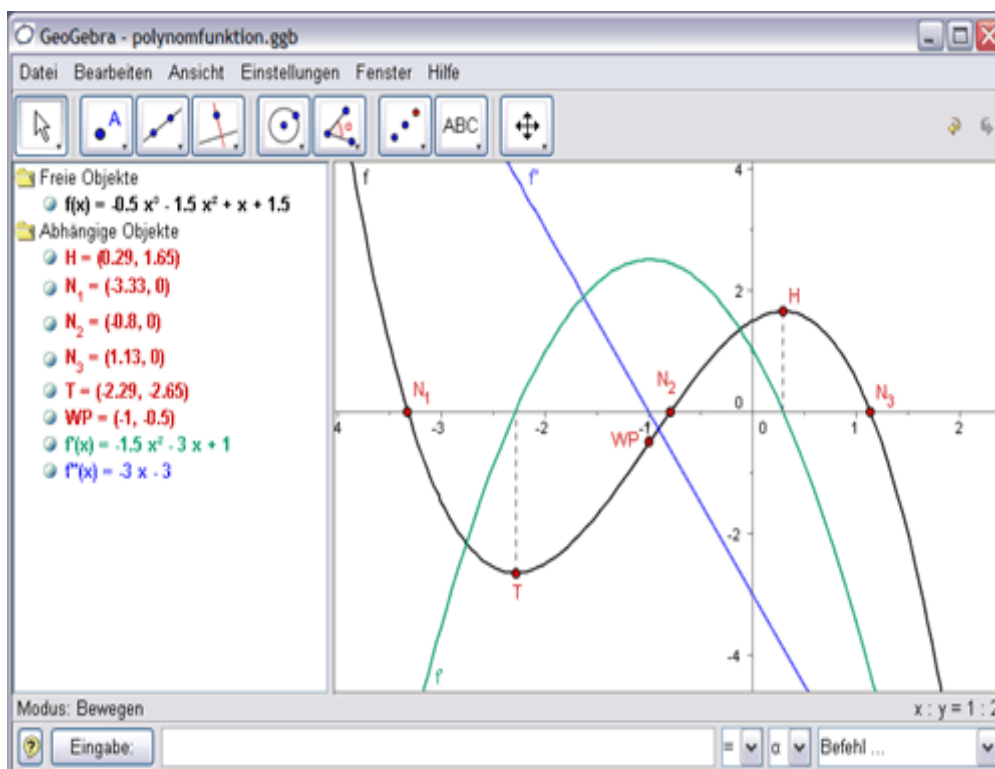 GeoGebra - polynomfunktion.ggb
Datei Bearbeiten Ansicht Einstellungen Fenster Hilfe
A α ABC
Freie Objekte
f(x) = -0.5 x³ - 1.5 x² + x + 1.5
Abhängige Objekte
H = (0.29, 1.65)
N₁ = (-3.33, 0)
N₂ = (-0.8, 0)
N₃ = (1.13, 0)
T = (-2.29, -2.65)
WP = (-1, -0.5)
f'(x) = -1.5 x² - 3 x + 1
f''(x) = -3 x - 3
f f'' 4
2 H
N₁ N₂ 0 N₃
4 -3 -2 -1 0 1 2
WP
-2
T
-4
f'
Modus: Bewegen x : y = 1 : 2
? Eingabe: = α Befehl ...